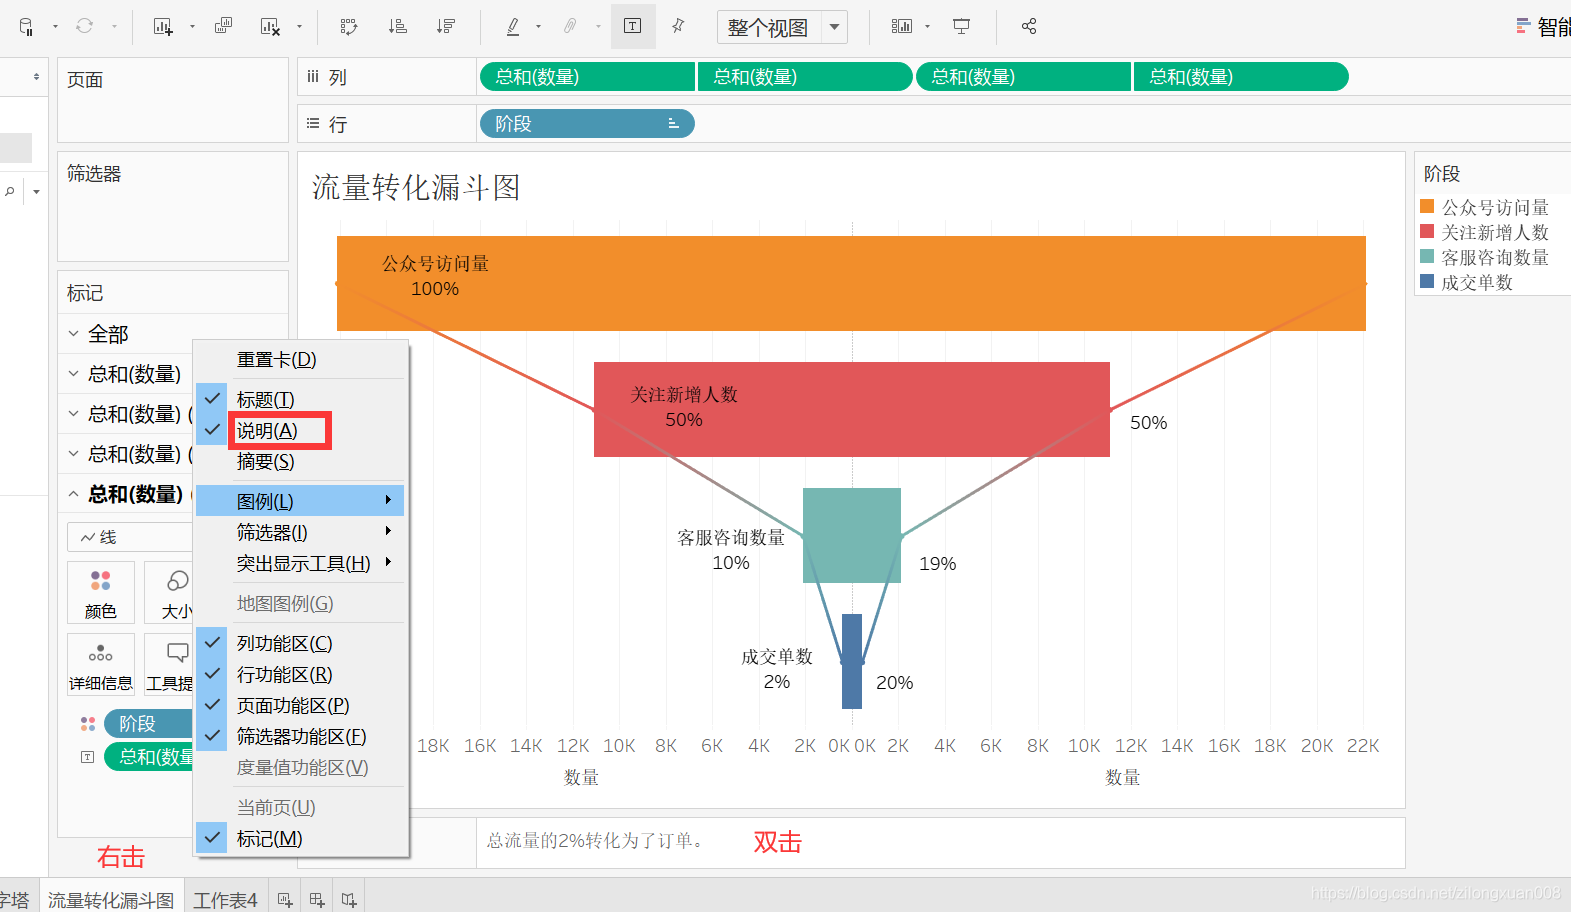 整个视图
智能
页面
列
总和(数量)
总和(数量)
总和(数量)
总和(数量)
行
阶段
筛选器
流量转化漏斗图
阶段
公众号访问量
关注新增人数
客服咨询数量
成交单数
公众号访问量
100%
关注新增人数
50%
50%
客服咨询数量
10%
19%
成交单数
2%
20%
18K 16K 14K 12K 10K 8K 6K 4K 2K 0K 0K 2K 4K 6K 8K 10K 12K 14K 16K 18K 20K 22K
数量
数量
标记
全部
总和(数量)
总和(数量) (
总和(数量) (
总和(数量) (
线
颜色
大小
详细信息
工具提
阶段
总和(数量
重置卡(D)
标题(T)
说明(A)
摘要(S)
图例(L)
筛选器(I)
突出显示工具(H)
地图图例(G)
列功能区(C)
行功能区(R)
页面功能区(P)
筛选器功能区(F)
度量值功能区(V)
当前页(U)
标记(M)
右击
总流量的2%转化为了订单。
双击
字塔
流量转化漏斗图
工作表4
https://blog.csdn.net/zilongxuan008